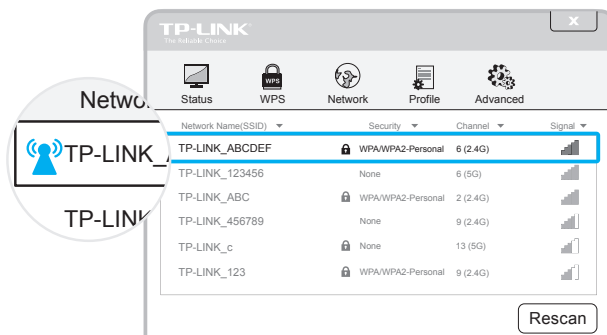 TP-LINK
The Reliable Choice
X
WPS
Status WPS Network Profile Advanced
Network Name(SSID) Security Channel Signal
TP-LINK_ABCDEF WPA/WPA2-Personal 6 (2.4G)
TP-LINK_123456 None 6 (5G)
TP-LINK_ABC WPA/WPA2-Personal 2 (2.4G)
TP-LINK_456789 None 9 (2.4G)
TP-LINK_c None 13 (5G)
TP-LINK_123 WPA/WPA2-Personal 9 (2.4G)
Rescan
Netwo
TP-LINK_
TP-LINK